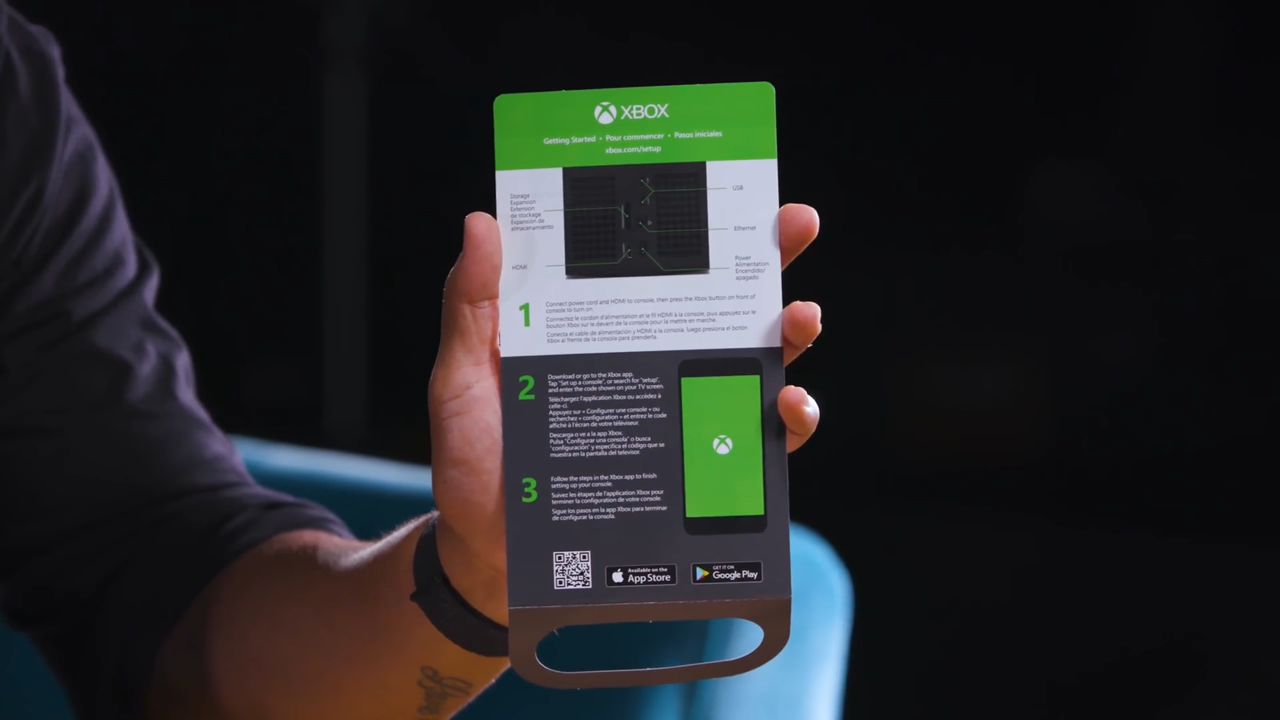 XBOX
Getting Started • Pour commencer • Pasos iniciales
xbox.com/setup
Storage
Expansion
Extension
de stockage
Expansión de
almacenamiento
HDMI
USB
Ethernet
Power
Alimentation
Encendido/
apagado
1
Connect power cord and HDMI to console, then press the Xbox button on front of
console to turn on.
Connectez le cordon d'alimentation et le fil HDMI à la console, puis appuyez sur le
bouton Xbox sur le devant de la console pour la mettre en marche.
Conecta el cable de alimentación y HDMI a la consola, luego presiona el botón
Xbox al frente de la consola para prenderla.
2
Download or go to the Xbox app.
Tap "Set up a console", or search for "setup",
and enter the code shown on your TV screen.
Téléchargez l'application Xbox ou accédez à
celle-ci.
Appuyez sur « Configurer une console » ou
recherchez « configuration » et entrez le code
affiché à l'écran de votre téléviseur.
Descarga o ve a la app Xbox.
Pulsa "Configurar una consola" o busca
"configuración" y especifica el código que se
muestra en la pantalla del televisor.
3
Follow the steps in the Xbox app to finish
setting up your console.
Suivez les étapes de l'application Xbox pour
terminer la configuration de votre console.
Sigue los pasos en la app Xbox para terminar
de configurar la consola.
Available on the
App Store
GET IT ON
Google Play